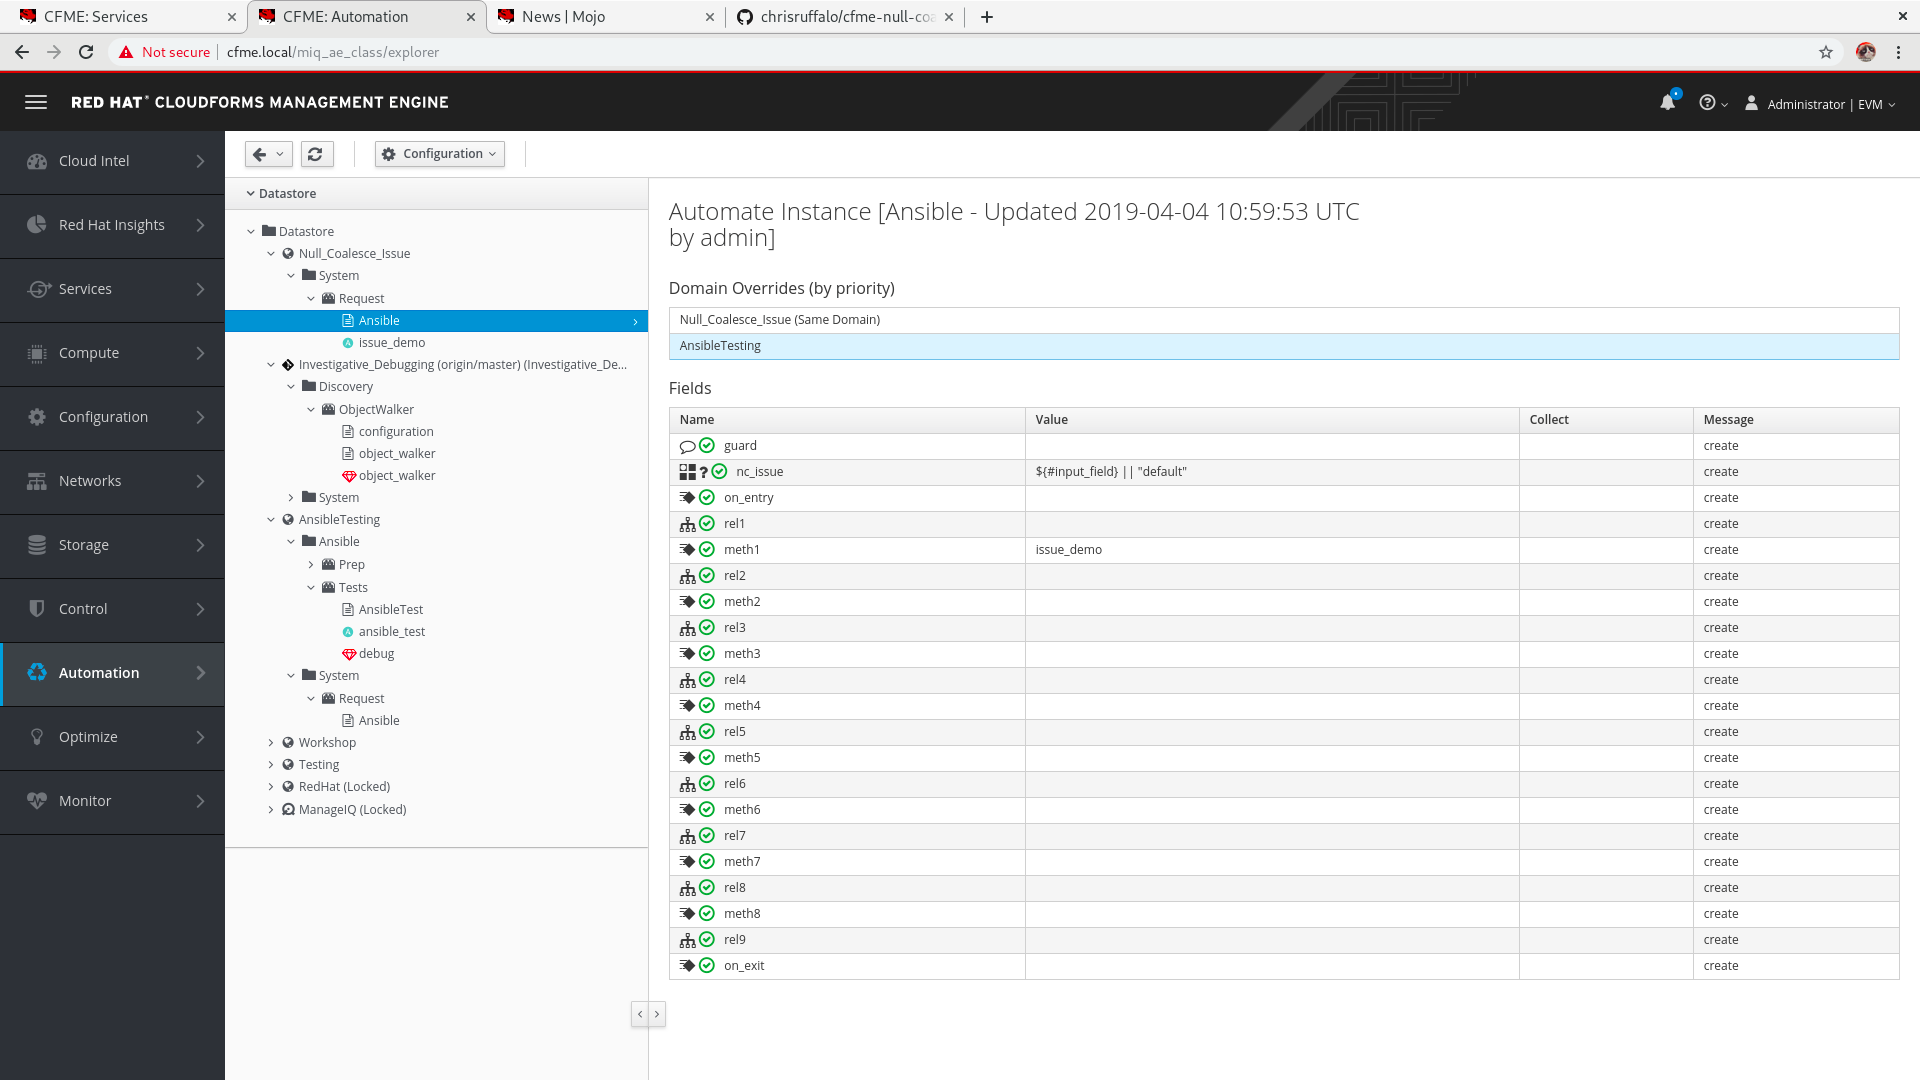 CFME: Services
CFME: Automation
News | Mojo
chrisruffalo/cfme-null-coa
Not secure
cfme.local/miq_ae_class/explorer
RED HAT® CLOUDFORMS MANAGEMENT ENGINE
Administrator | EVM
Cloud Intel
Red Hat Insights
Services
Compute
Configuration
Networks
Storage
Control
Automation
Optimize
Monitor
Configuration
Datastore
Datastore
Null_Coalesce_Issue
System
Request
Ansible
issue_demo
Investigative_Debugging (origin/master) (Investigative_De...
Discovery
ObjectWalker
configuration
object_walker
object_walker
System
AnsibleTesting
Ansible
Prep
Tests
AnsibleTest
ansible_test
debug
System
Request
Ansible
Workshop
Testing
RedHat (Locked)
ManageIQ (Locked)
Automate Instance [Ansible - Updated 2019-04-04 10:59:53 UTC
by admin]
Domain Overrides (by priority)
Null_Coalesce_Issue (Same Domain)
AnsibleTesting
Fields
Name Value Collect Message
guard create
nc_issue ${#input_field} || "default" create
on_entry create
rel1 create
meth1 issue_demo create
rel2 create
meth2 create
rel3 create
meth3 create
rel4 create
meth4 create
rel5 create
meth5 create
rel6 create
meth6 create
rel7 create
meth7 create
rel8 create
meth8 create
rel9 create
on_exit create